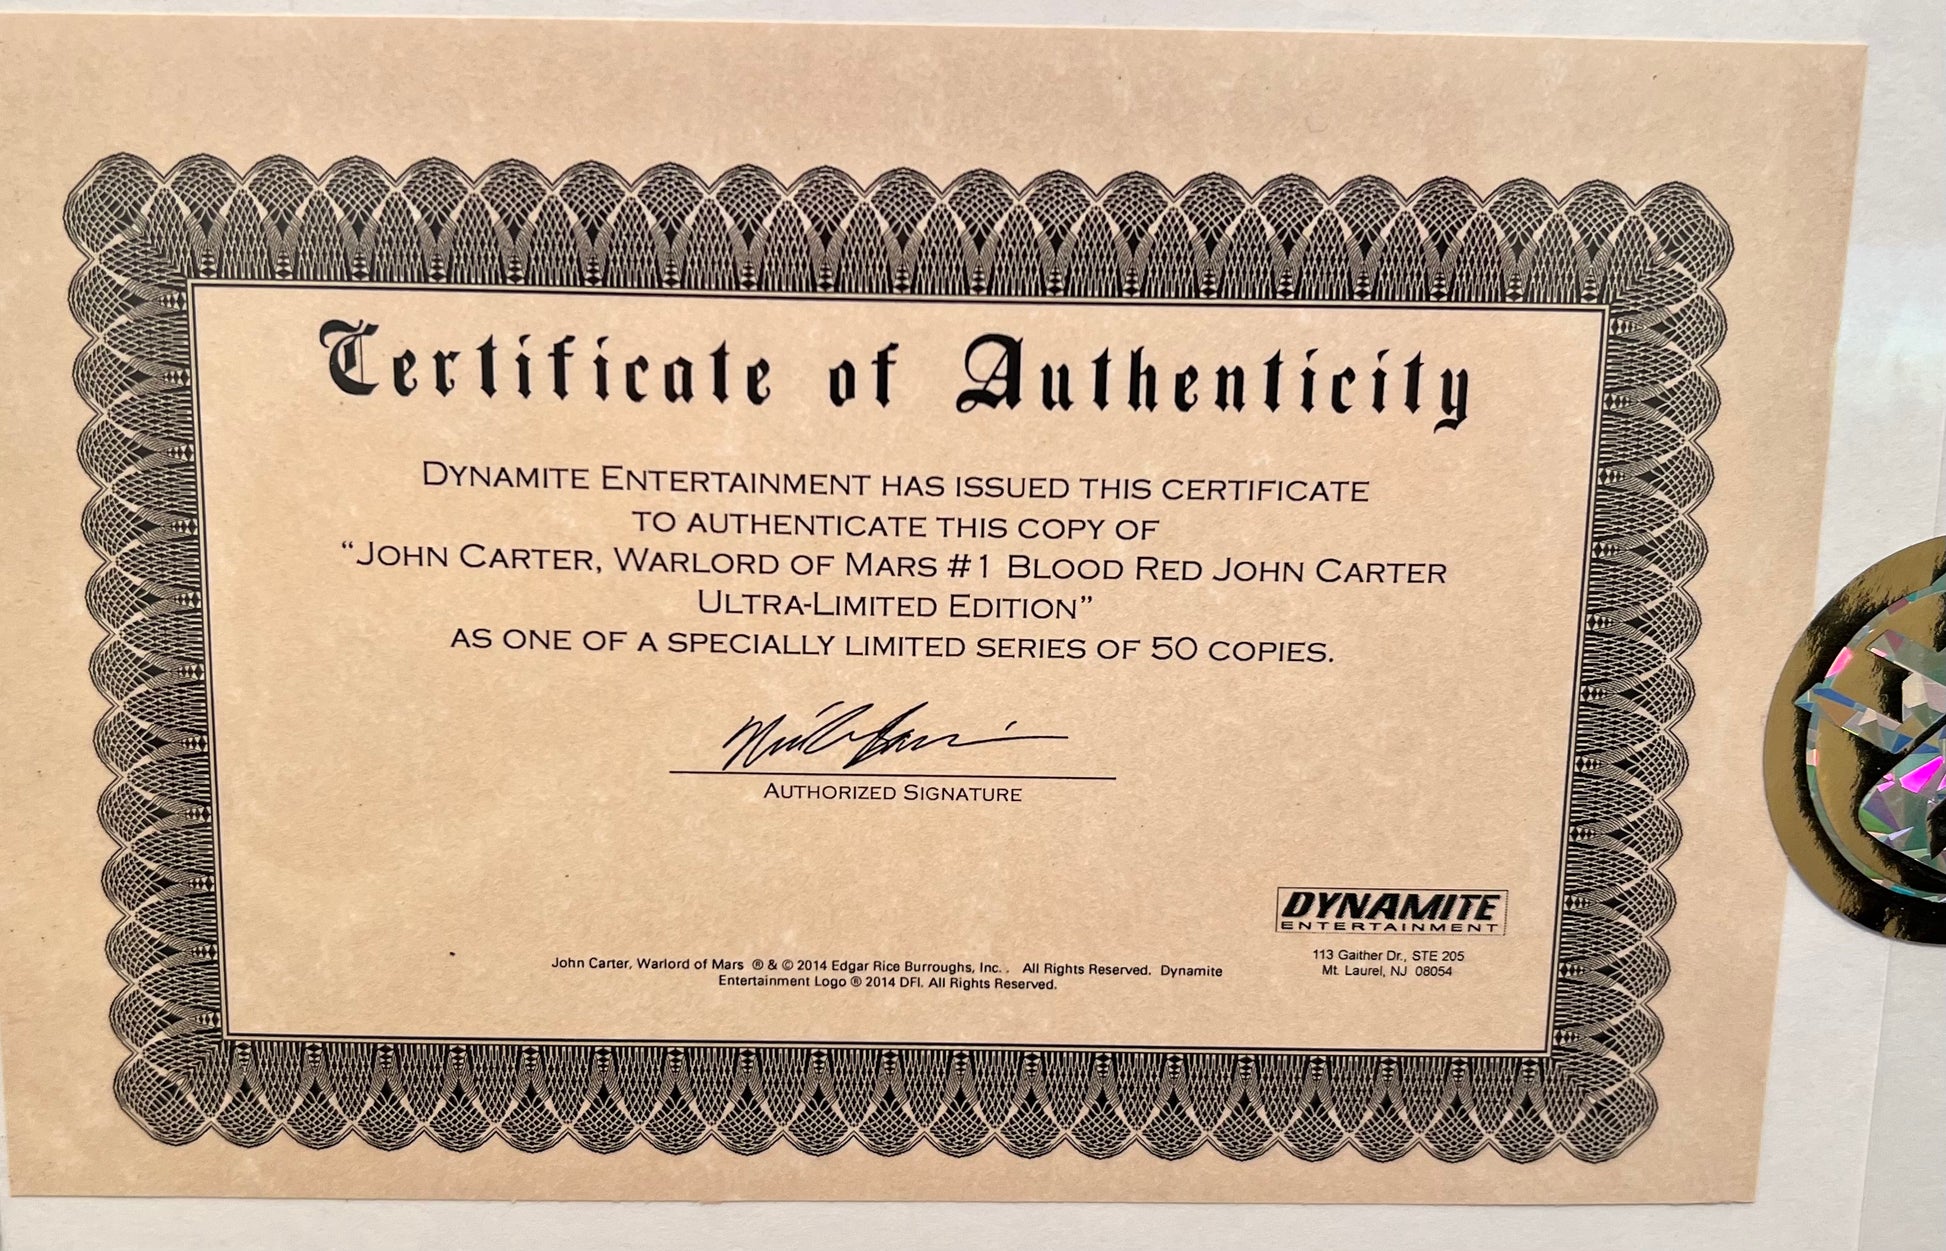 Certificate of Authenticity
DYNAMITE ENTERTAINMENT HAS ISSUED THIS CERTIFICATE
TO AUTHENTICATE THIS COPY OF
“JOHN CARTER, WARLORD OF MARS #1 BLOOD RED JOHN CARTER
ULTRA-LIMITED EDITION”
AS ONE OF A SPECIALLY LIMITED SERIES OF 50 COPIES.
AUTHORIZED SIGNATURE
DYNAMITE
ENTERTAINMENT
113 Gaither Dr., STE 205
Mt. Laurel, NJ 08054
John Carter, Warlord of Mars ® & © 2014 Edgar Rice Burroughs, Inc. . All Rights Reserved. Dynamite
Entertainment Logo ® 2014 DFI. All Rights Reserved.